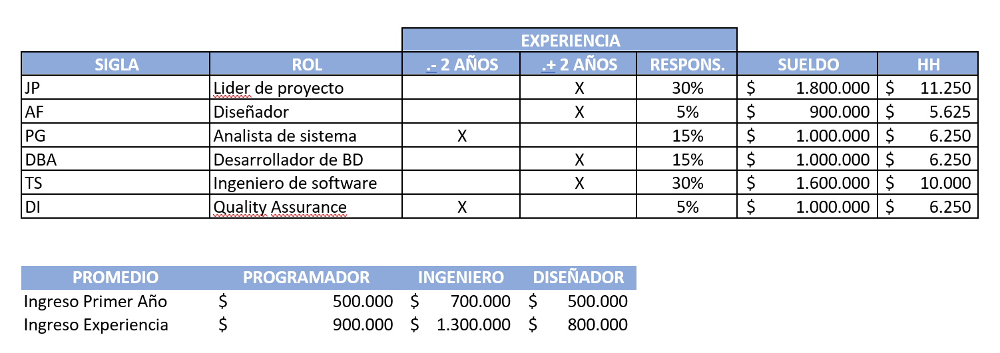 EXPERIENCIA
SIGLA ROL .- 2 AÑOS .+ 2 AÑOS RESPONS. SUELDO HH
JP Lider de proyecto X 30% $ 1.800.000 $ 11.250
AF Diseñador X 5% $ 900.000 $ 5.625
PG Analista de sistema X 15% $ 1.000.000 $ 6.250
DBA Desarrollador de BD X 15% $ 1.000.000 $ 6.250
TS Ingeniero de software X 30% $ 1.600.000 $ 10.000
DI Quality Assurance X 5% $ 1.000.000 $ 6.250
PROMEDIO PROGRAMADOR INGENIERO DISEÑADOR
Ingreso Primer Año $ 500.000 $ 700.000 $ 500.000
Ingreso Experiencia $ 900.000 $ 1.300.000 $ 800.000